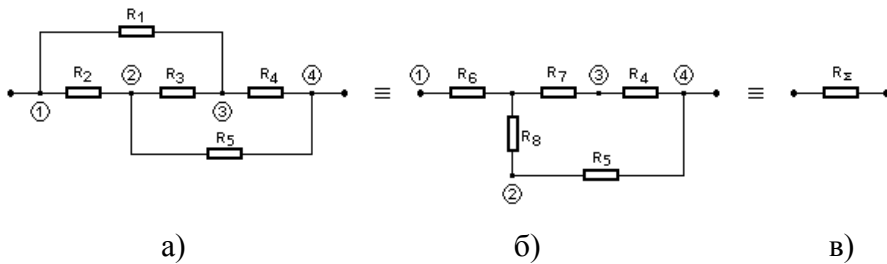 R1
R2 ② R3 R4 ④ ≡ ① R6 R7 ③ R4 ④ ≡ RΣ
① ③
R8
R5 R5
②
а) б) в)